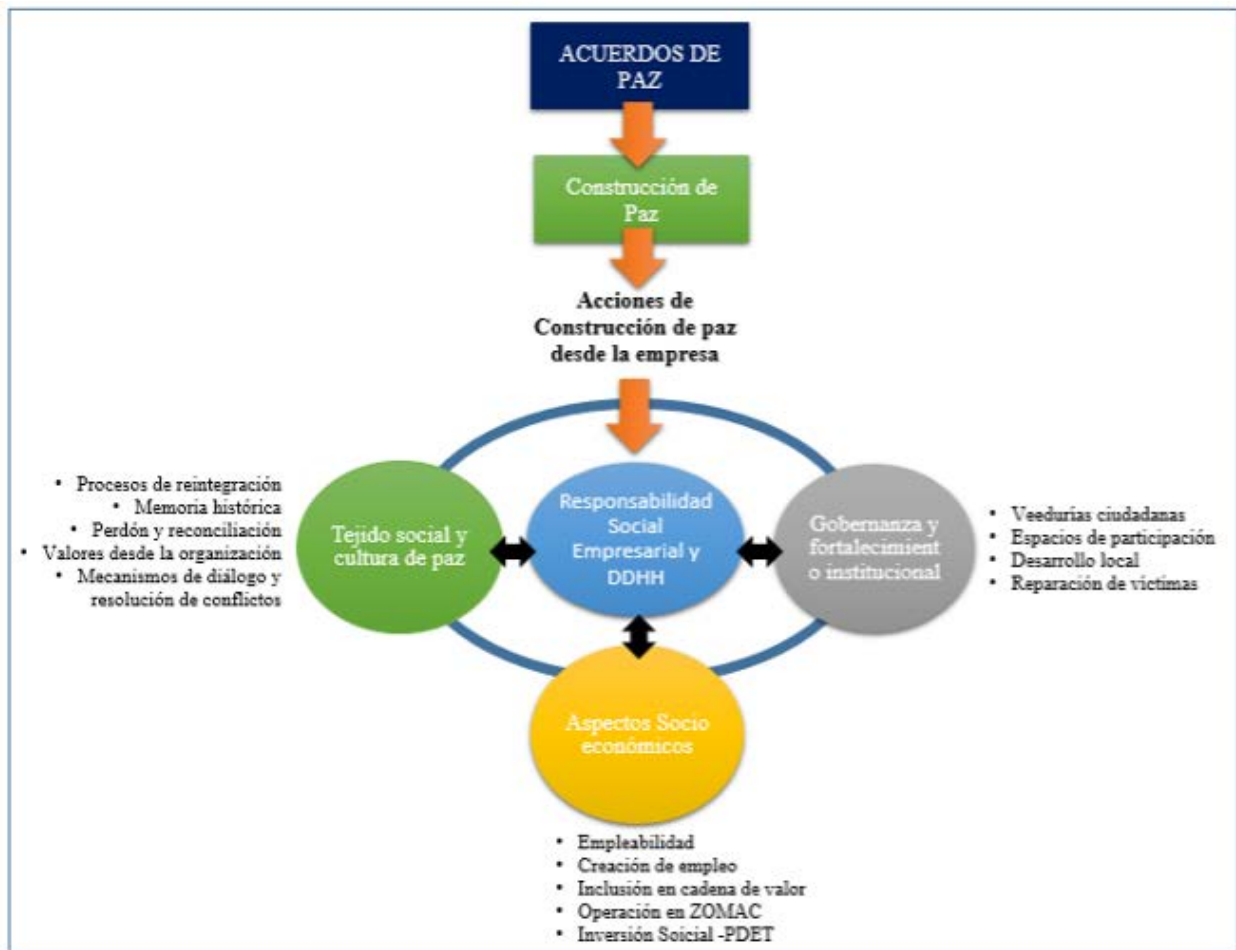 ACUERDOS DE
PAZ
Construcción de
Paz
Acciones de
Construcción de paz
desde la empresa
• Procesos de reintegración
• Memoria histórica
• Perdón y reconciliación
• Valores desde la organización
• Mecanismos de diálogo y
resolución de conflictos
Tejido social y
cultura de paz
Responsabilidad
Social
Empresarial y
DDHH
Gobernanza y
fortalecimient
o institucional
• Veedurías ciudadanas
• Espacios de participación
• Desarrollo local
• Reparación de víctimas
Aspectos Socio
económicos
• Empleabilidad
• Creación de empleo
• Inclusión en cadena de valor
• Operación en ZOMAC
• Inversión Soicial -PDET